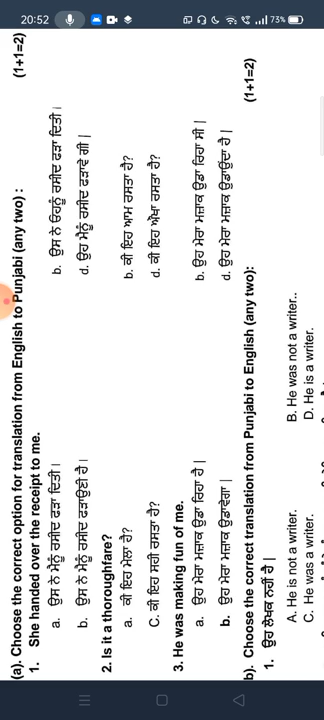 20:52
73%
(a). Choose the correct option for translation from English to Punjabi (any two) : (1+1=2)
1. She handed over the receipt to me.
a. ਉਸ ਨੇ ਮੈਨੂੰ ਰਸੀਦ ਫੜਾ ਦਿਤੀ। b. ਉਸ ਨੇ ਓਹਨੂੰ ਰਸੀਦ ਫੜਾ ਦਿਤੀ ।
b. ਉਸ ਨੇ ਮੈਨੂੰ ਰਸੀਦ ਫੜਾਉਣੀ ਹੈ। d. ਉਹ ਮੈਨੂੰ ਰਸੀਦ ਫੜਾਵੇ ਗੀ |
2. Is it a thoroughfare?
a. ਕੀ ਇਹ ਮੇਲਾ ਹੈ? b. ਕੀ ਇਹ ਆਮ ਰਸਤਾ ਹੈ?
C. ਕੀ ਇਹ ਸਹੀ ਰਸਤਾ ਹੈ? d. ਕੀ ਇਹ ਔਖਾ ਰਸਤਾ ਹੈ?
3. He was making fun of me.
a. ਉਹ ਮੇਰਾ ਮਜ਼ਾਕ ਉਡਾ ਰਿਹਾ ਹੈ | b. ਉਹ ਮੇਰਾ ਮਜ਼ਾਕ ਉਡਾ ਰਿਹਾ ਸੀ |
b. ਉਹ ਮੇਰਾ ਮਜ਼ਾਕ ਉਡਾਵੇਗਾ | d. ਉਹ ਮੇਰਾ ਮਜ਼ਾਕ ਉਡਾਉਂਦਾ ਹੈ |
b). Choose the correct translation from Punjabi to English (any two): (1+1=2)
1. ਉਹ ਲੇਖਕ ਨਹੀਂ ਹੈ |
A. He is not a writer. B. He was not a writer..
C. He was a writer. D. He is a writer.